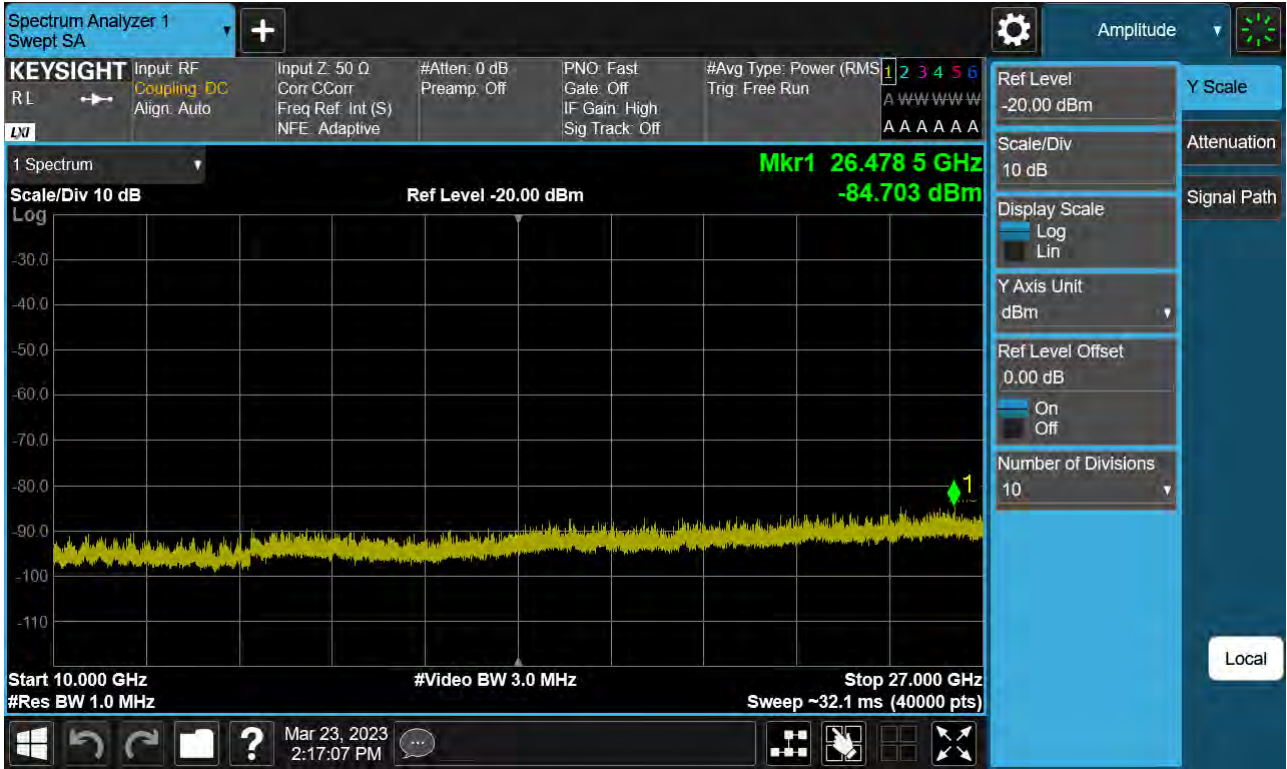 Spectrum Analyzer 1
Swept SA
+
Amplitude
KEYSIGHT
R L
LXI
Input: RF
Coupling: DC
Align: Auto
Input Z: 50 Ω
Corr CCorr
Freq Ref: Int (S)
NFE: Adaptive
#Atten: 0 dB
Preamp: Off
PNO: Fast
Gate: Off
IF Gain: High
Sig Track: Off
#Avg Type: Power (RMS
Trig: Free Run
1 2 3 4 5 6
A W W W W W
A A A A A A
1 Spectrum
Scale/Div 10 dB
Ref Level -20.00 dBm
Mkr1 26.478 5 GHz
-84.703 dBm
Log
-30.0
-40.0
-50.0
-60.0
-70.0
-80.0
-90.0
-100
-110
1
Start 10.000 GHz
#Res BW 1.0 MHz
#Video BW 3.0 MHz
Stop 27.000 GHz
Sweep ~32.1 ms (40000 pts)
Ref Level
-20.00 dBm
Scale/Div
10 dB
Display Scale
Log
Lin
Y Axis Unit
dBm
Ref Level Offset
0.00 dB
On
Off
Number of Divisions
10
Y Scale
Attenuation
Signal Path
Local
?
Mar 23, 2023
2:17:07 PM